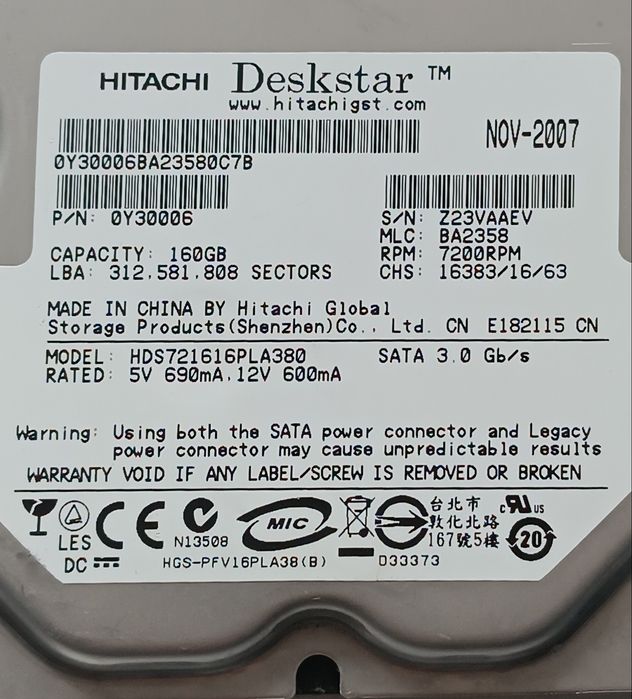 HITACHI Deskstar ™
www.hitachigst.com
NOV-2007
0Y30006BA23580C7B
P/N: 0Y30006
S/N: Z23VAAEV
MLC: BA2358
CAPACITY: 160GB
RPM: 7200RPM
LBA: 312,581,808 SECTORS
CHS: 16383/16/63
MADE IN CHINA BY Hitachi Global
Storage Products(Shenzhen)Co., Ltd. CN E182115 CN
MODEL: HDS721616PLA380 SATA 3.0 Gb/s
RATED: 5V 690mA,12V 600mA
Warning: Using both the SATA power connector and Legacy
power connector may cause unpredictable results
WARRANTY VOID IF ANY LABEL/SCREW IS REMOVED OR BROKEN
LES
CE
N13508
MIC
台北市
敦化北路
167號5樓
c RU US
20
DC
HGS-PFV16PLA38(B)
D33373